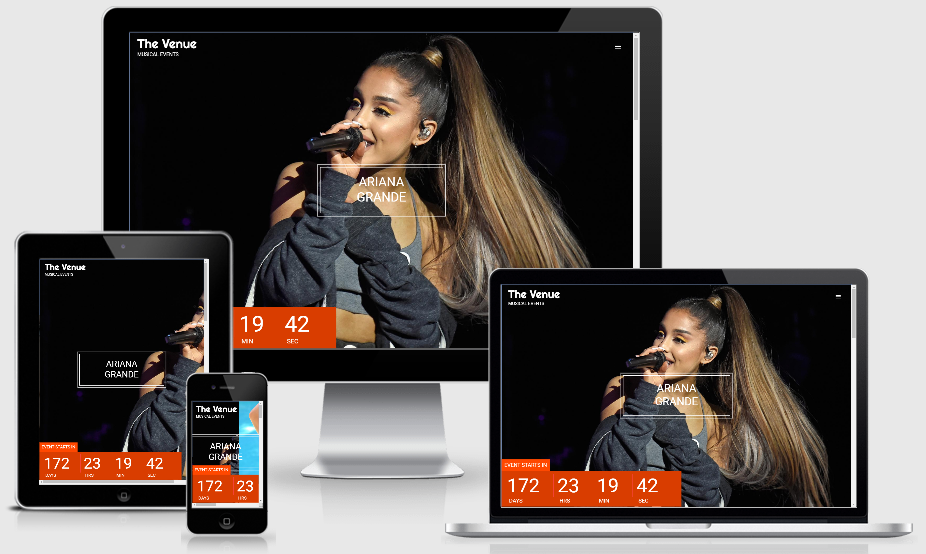 The Venue
MUSICAL EVENTS
ARIANA
GRANDE
19 42
MIN SEC
The Venue
MUSICAL EVENTS
ARIANA
GRANDE
EVENT STARTS IN
172 23 19 42
DAYS HRS MIN SEC
The Venue
MUSICAL EVENTS
ARIANA
GRANDE
EVENT STARTS IN
172 23
DAYS HRS
The Venue
MUSICAL EVENTS
ARIANA
GRANDE
EVENT STARTS IN
172 23 19 42
DAYS HRS MIN SEC